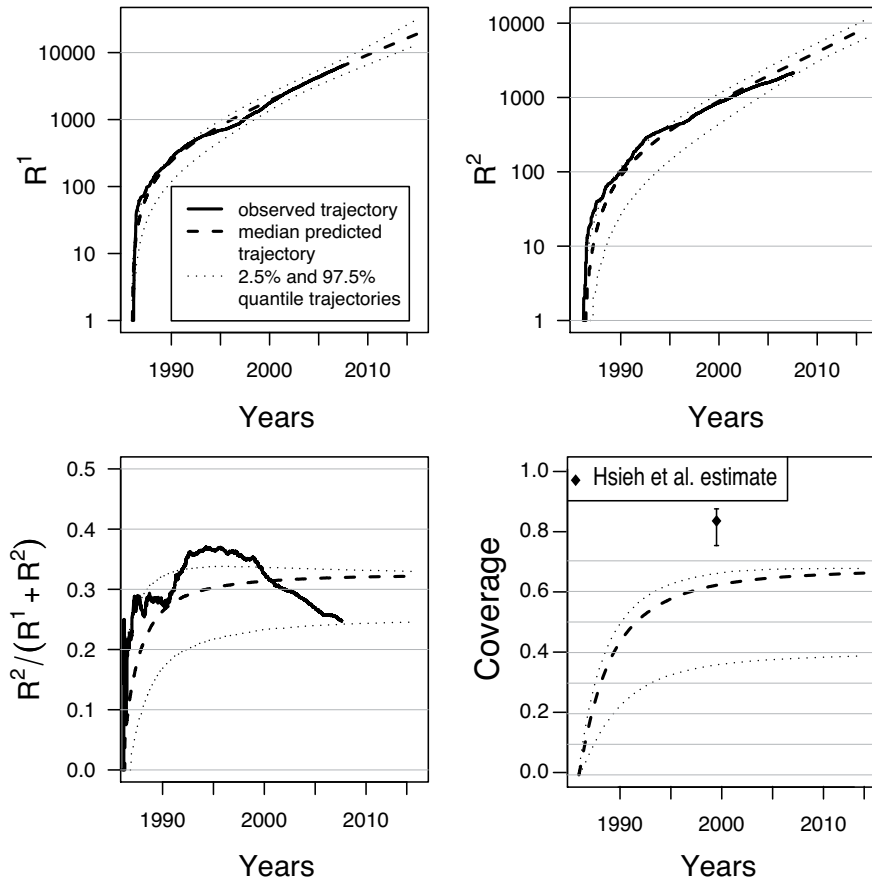 R¹
10000
1000
100
10
1
observed trajectory
median predicted
trajectory
2.5% and 97.5%
quantile trajectories
1990
2000
2010
Years
R²
10000
1000
100
10
1
1990
2000
2010
Years
R²/(R¹ + R²)
0.5
0.4
0.3
0.2
0.1
0.0
1990
2000
2010
Years
Coverage
1.0
0.8
0.6
0.4
0.2
0.0
Hsieh et al. estimate
1990
2000
2010
Years